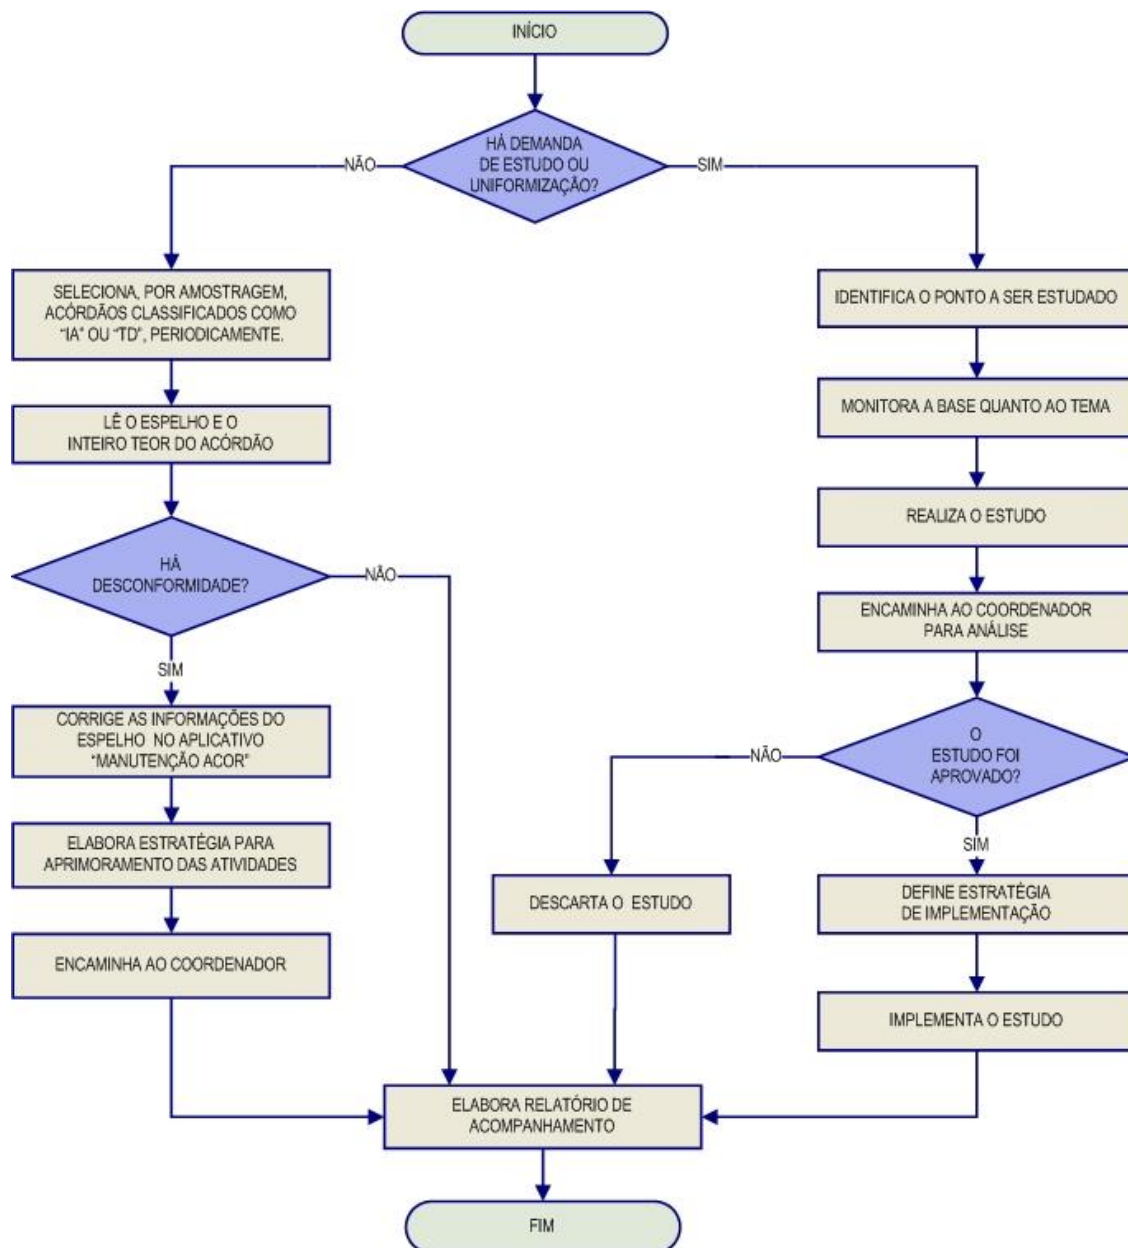 INÍCIO
HÁ DEMANDA
DE ESTUDO OU
UNIFORMIZAÇÃO?
NÃO
SIM
SELECIONA, POR AMOSTRAGEM,
ACÓRDÃOS CLASSIFICADOS COMO
“IA” OU “TD”, PERIODICAMENTE.
LÊ O ESPELHO E O
INTEIRO TEOR DO ACÓRDÃO
HÁ
DESCONFORMIDADE?
NÃO
SIM
CORRIGE AS INFORMAÇÕES DO
ESPELHO NO APLICATIVO
“MANUTENÇÃO ACOR”
ELABORA ESTRATÉGIA PARA
APRIMORAMENTO DAS ATIVIDADES
ENCAMINHA AO COORDENADOR
IDENTIFICA O PONTO A SER ESTUDADO
MONITORA A BASE QUANTO AO TEMA
REALIZA O ESTUDO
ENCAMINHA AO COORDENADOR
PARA ANÁLISE
O
ESTUDO FOI
APROVADO?
NÃO
SIM
DESCARTA O ESTUDO
DEFINE ESTRATÉGIA
DE IMPLEMENTAÇÃO
IMPLEMENTA O ESTUDO
ELABORA RELATÓRIO DE
ACOMPANHAMENTO
FIM